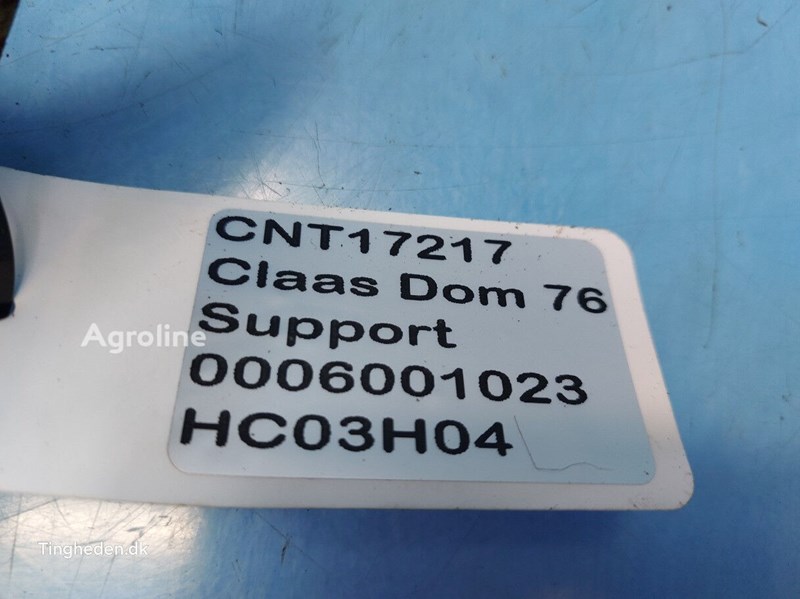 CNT17217
Claas Dom 76
Support
0006001023
HC03H04
Agroline
Tingheden.dk